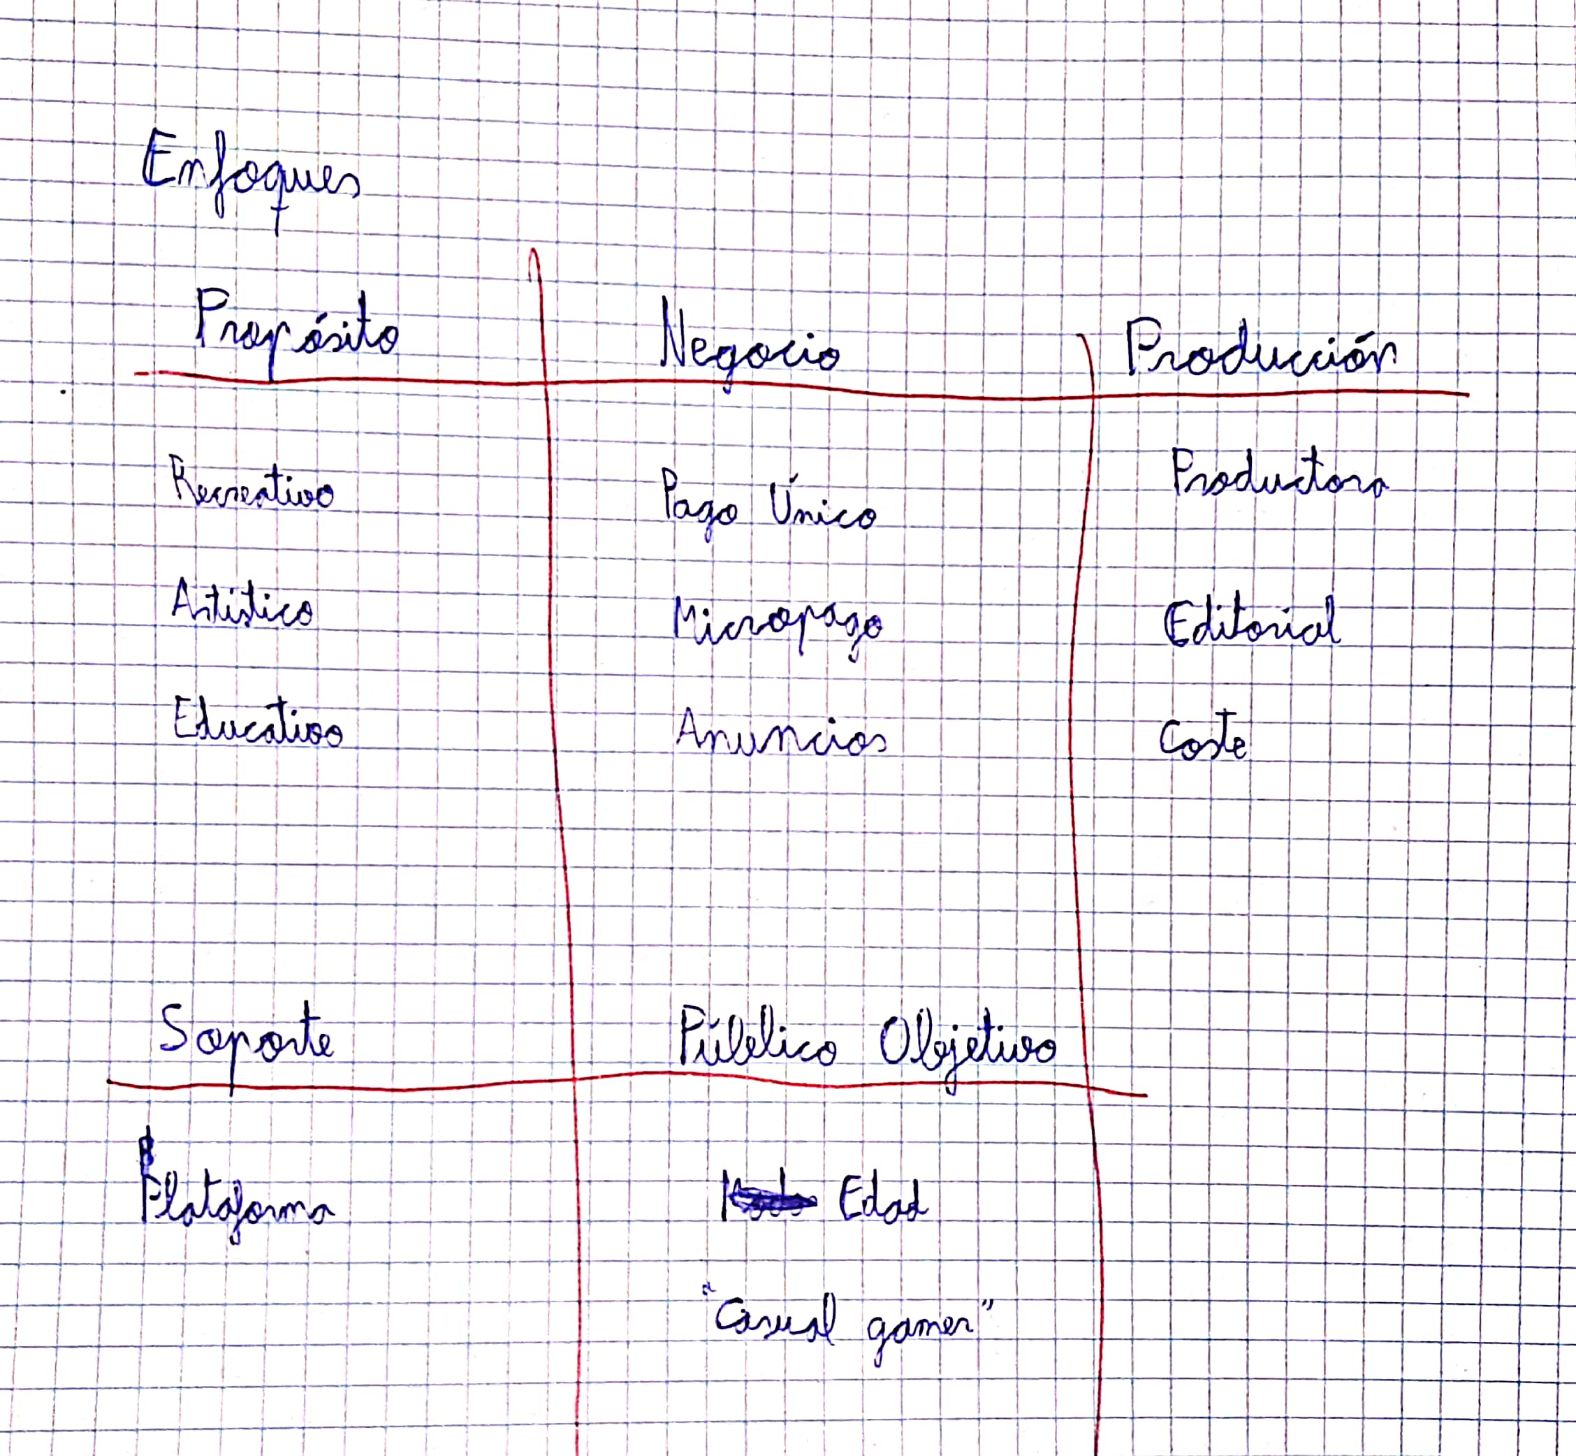 Enfoques
Propósito Negocio Producción
Recreativo Pago Único Productora
Artístico Micropago Editorial
Educativo Anuncios Coste
Soporte Público Objetivo
Plataforma Edad
"Casual gamer"